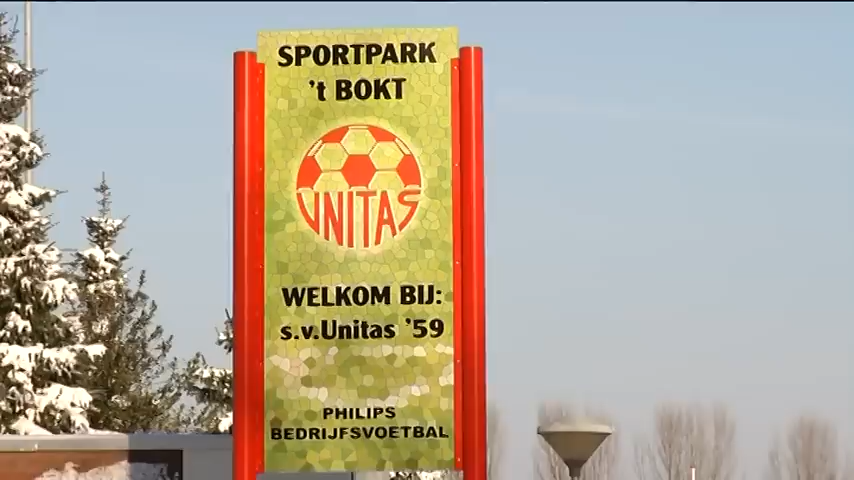 SPORTPARK
't BOKT
UNITAS
WELKOM BIJ:
s.v.Unitas '59
PHILIPS
BEDRIJFSVOETBAL